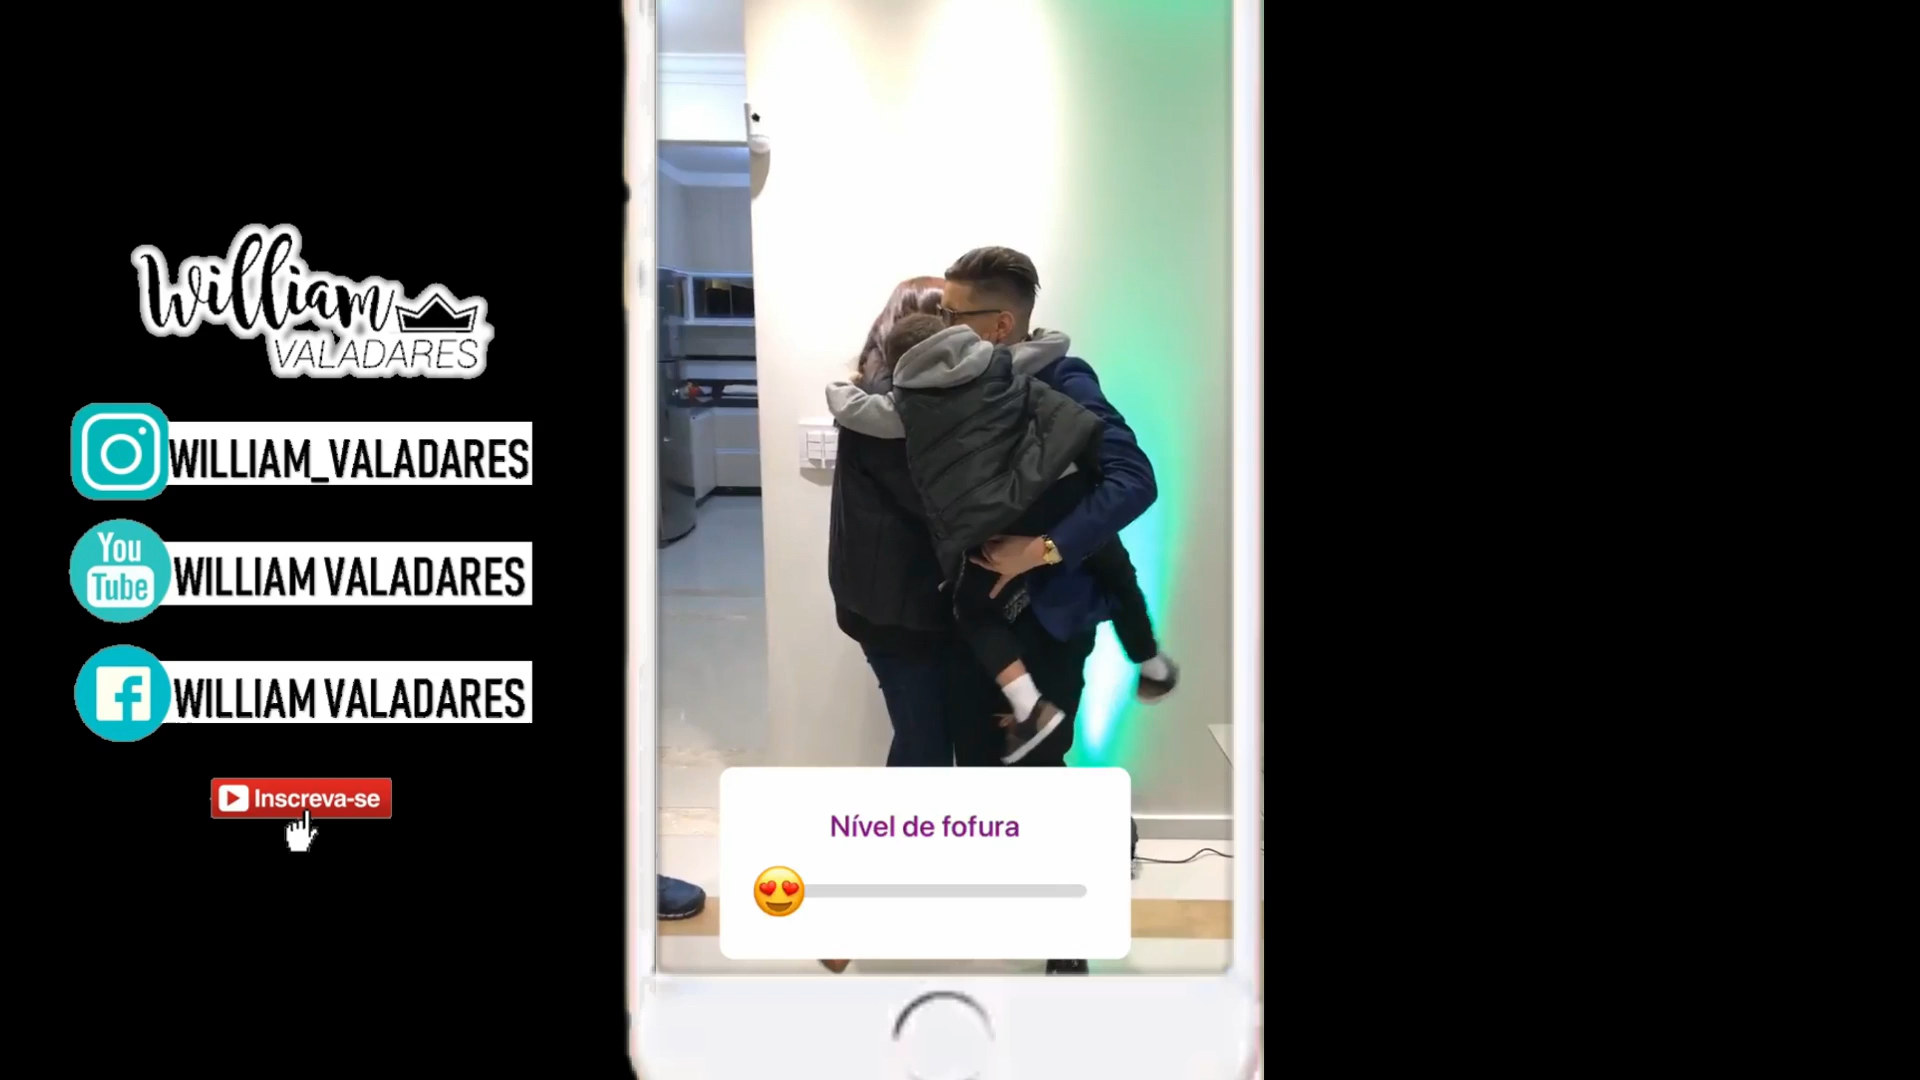 William
VALADARES
WILLIAM_VALADARES
You
Tube
WILLIAM VALADARES
f
WILLIAM VALADARES
Inscreva-se
Nível de fofura